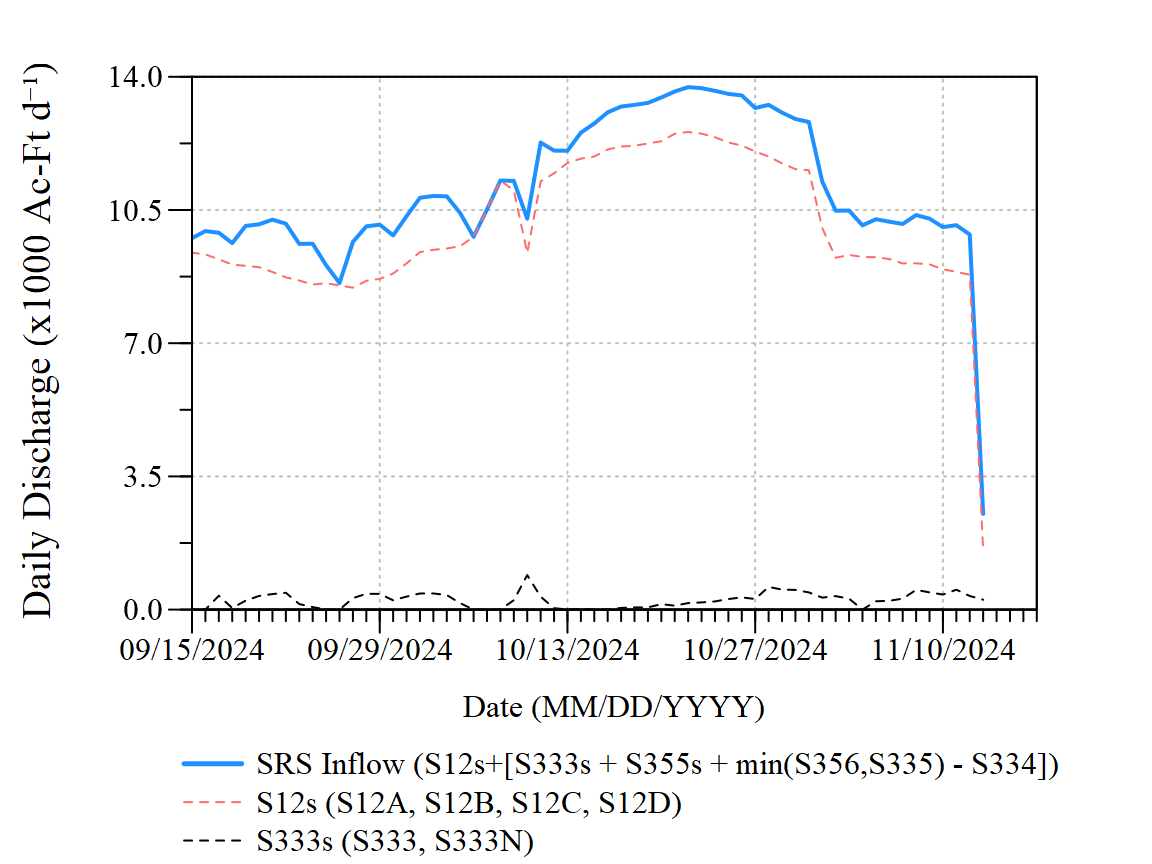 Daily Discharge (x1000 Ac-Ft d⁻¹)
14.0
10.5
7.0
3.5
0.0
09/15/2024 09/29/2024 10/13/2024 10/27/2024 11/10/2024
Date (MM/DD/YYYY)
SRS Inflow (S12s+[S333s + S355s + min(S356,S335) - S334])
S12s (S12A, S12B, S12C, S12D)
S333s (S333, S333N)